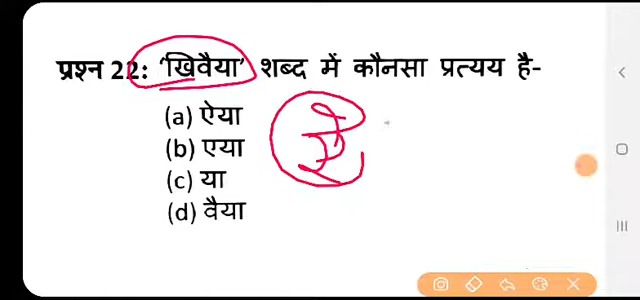 प्रश्न 22: 'खिवैया' शब्द में कौनसा प्रत्यय है-
(a) ऐया
(b) एया
(c) या
(d) वैया